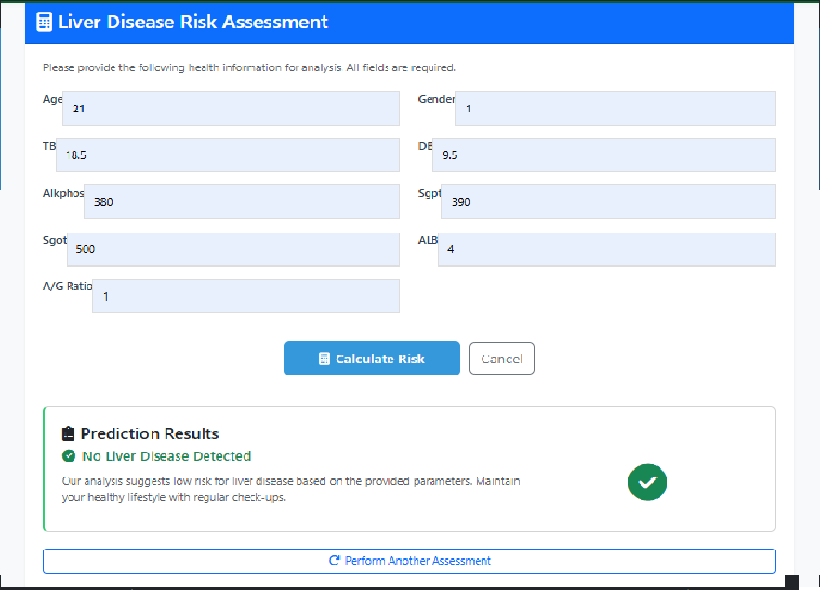 Liver Disease Risk Assessment
Please provide the following health information for analysis. All fields are required.
Age 21 Gender 1
TB 18.5 DB 9.5
Alkphos 380 Sgpt 390
Sgot 500 ALB 4
A/G Ratio 1
Calculate Risk Cancel
Prediction Results
No Liver Disease Detected
Our analysis suggests low risk for liver disease based on the provided parameters. Maintain
your healthy lifestyle with regular check-ups.
Perform Another Assessment